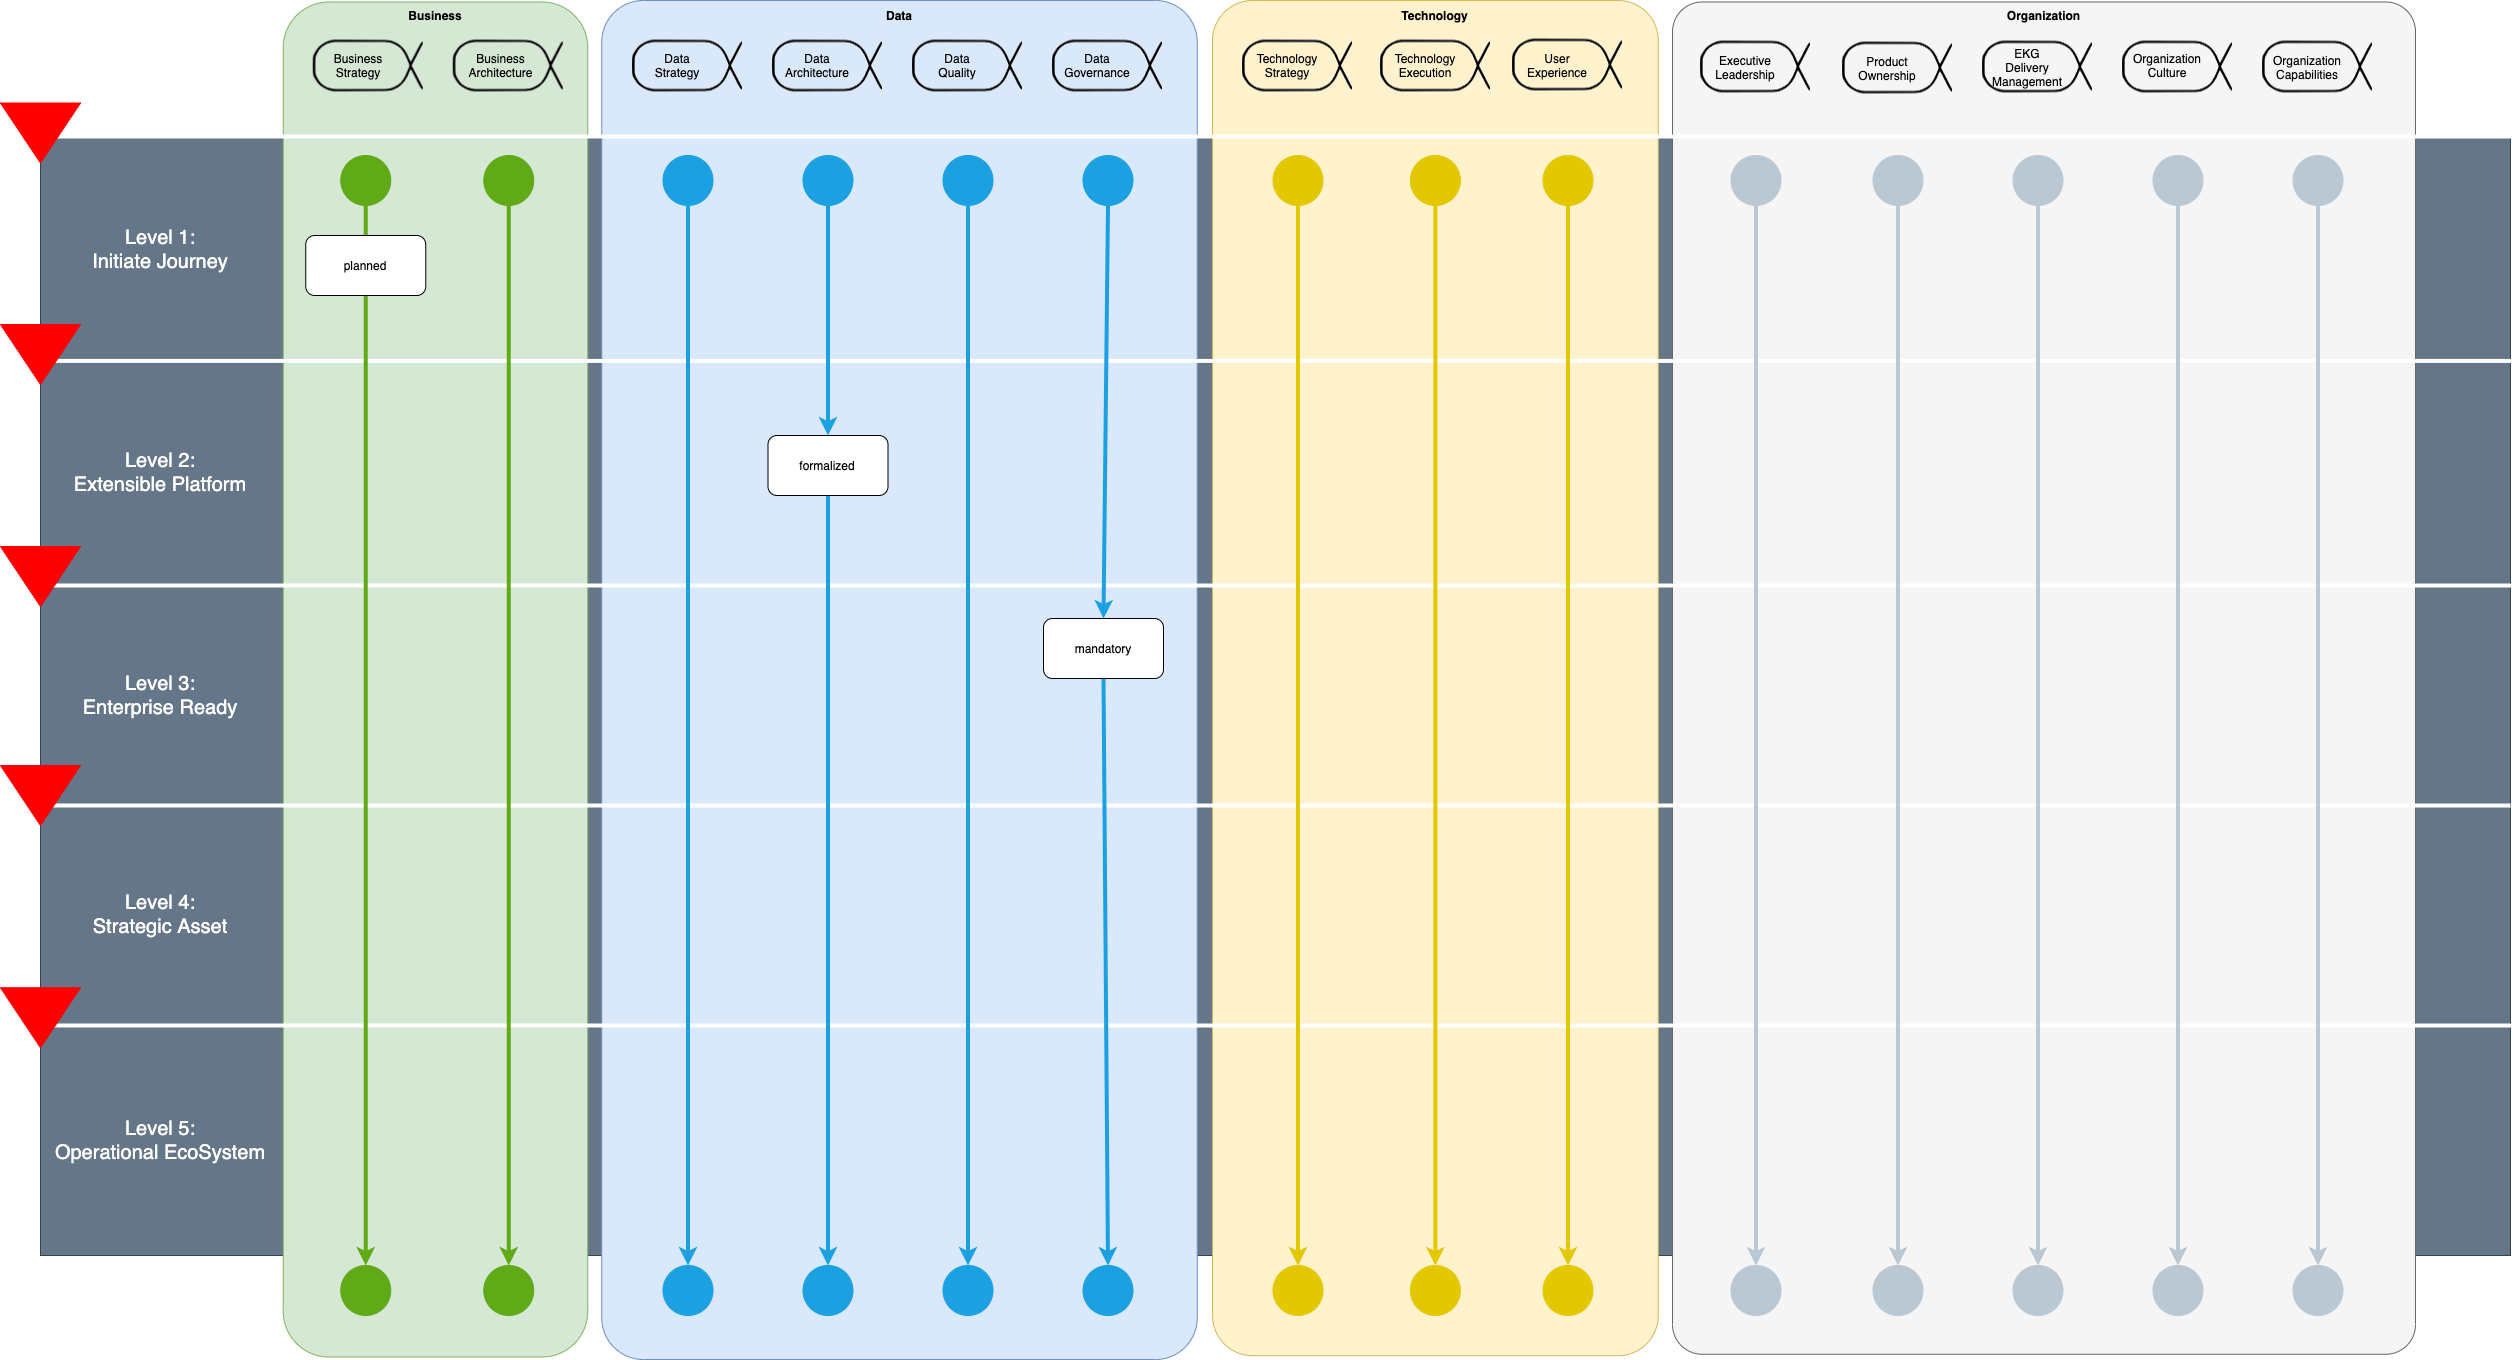 Business
Data
Technology
Organization
Business
Strategy
Business
Architecture
Data
Strategy
Data
Architecture
Data
Quality
Data
Governance
Technology
Strategy
Technology
Execution
User
Experience
Executive
Leadership
Product
Ownership
EKG
Delivery
Management
Organization
Culture
Organization
Capabilities
Level 1:
Initiate Journey
planned
Level 2:
Extensible Platform
formalized
Level 3:
Enterprise Ready
mandatory
Level 4:
Strategic Asset
Level 5:
Operational EcoSystem